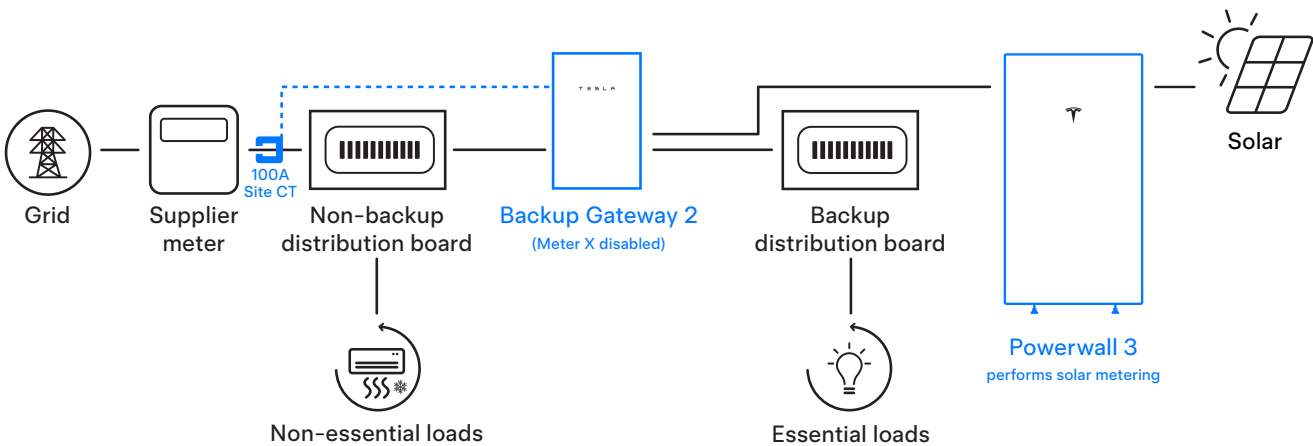 TESLA
Solar
100A
Site CT
Grid
Supplier
meter
Non-backup
distribution board
Backup Gateway 2
(Meter X disabled)
Backup
distribution board
Powerwall 3
performs solar metering
Non-essential loads
Essential loads